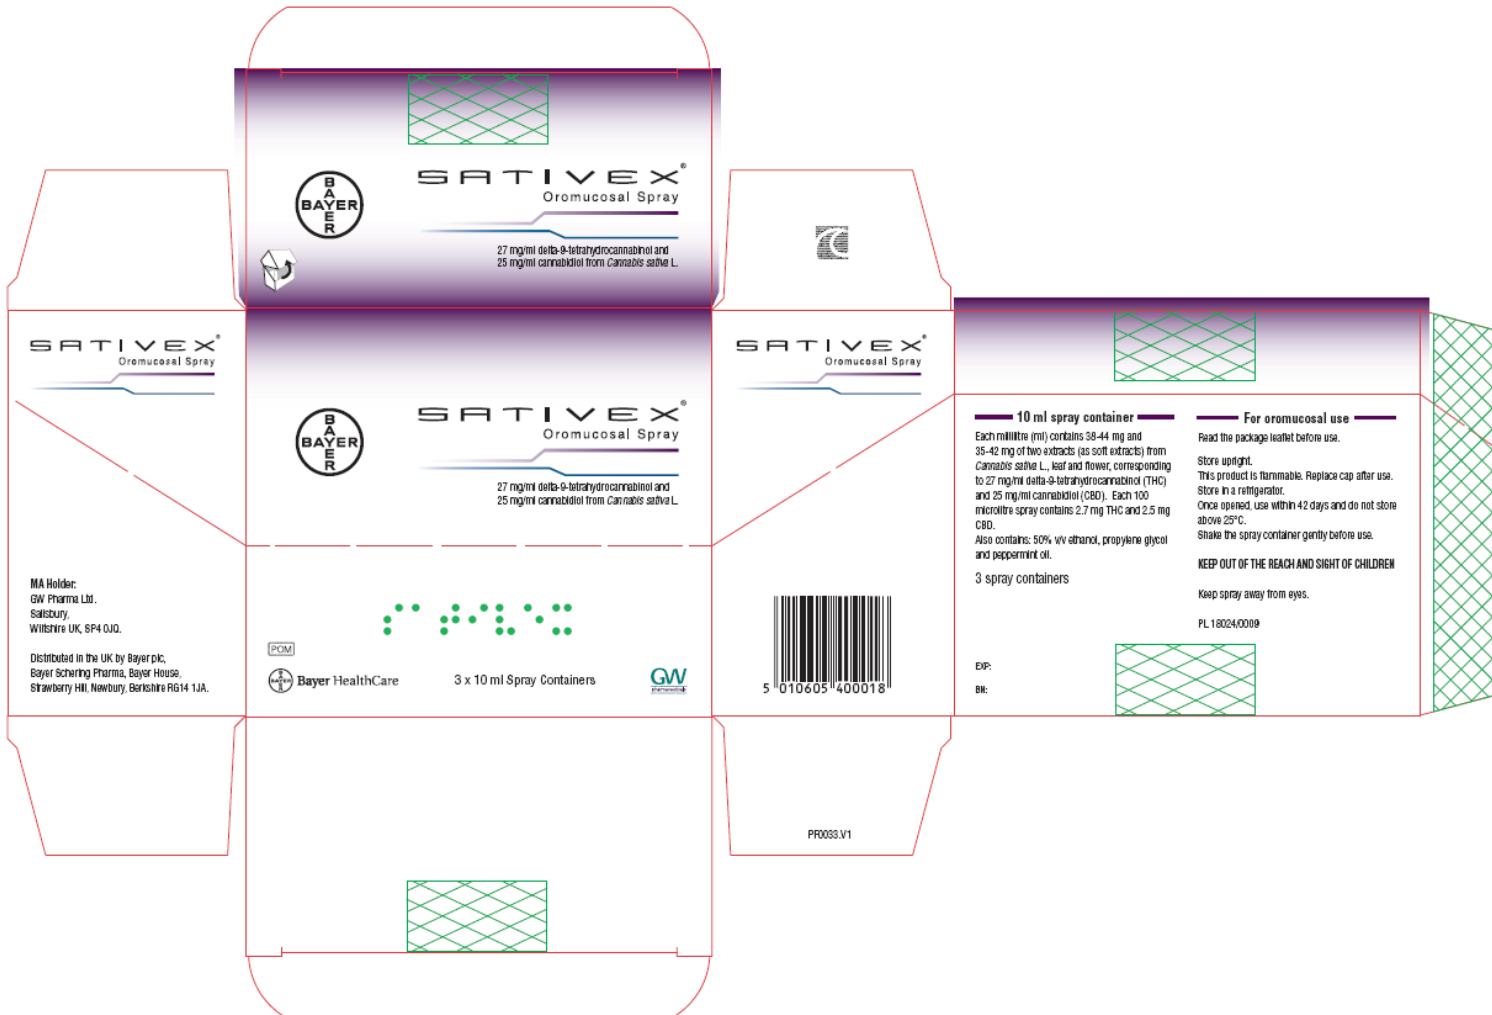 BAYER
BAYER
SATIVEX®
Oromucosal Spray
27 mg/ml delta-9-tetrahydrocannabinol and
25 mg/ml cannabidiol from Cannabis sativa L.
SATIVEX®
Oromucosal Spray
MA Holder:
GW Pharma Ltd.
Salisbury,
Wiltshire UK, SP4 0JQ.
Distributed in the UK by Bayer plc,
Bayer Schering Pharma, Bayer House,
Strawberry Hill, Newbury, Berkshire RG14 1JA.
BAYER
BAYER
SATIVEX®
Oromucosal Spray
27 mg/ml delta-9-tetrahydrocannabinol and
25 mg/ml cannabidiol from Cannabis sativa L.
⠎⠁⠞⠊⠧⠑⠭
POM
BAYER
BAYER
Bayer HealthCare
3 x 10 ml Spray Containers
GW
pharmaceuticals
SATIVEX®
Oromucosal Spray
5 010605 400018
PF0033.V1
10 ml spray container
Each millilitre (ml) contains 38-44 mg and
35-42 mg of two extracts (as soft extracts) from
Cannabis sativa L., leaf and flower, corresponding
to 27 mg/ml delta-9-tetrahydrocannabinol (THC)
and 25 mg/ml cannabidiol (CBD). Each 100
microlitre spray contains 2.7 mg THC and 2.5 mg
CBD.
Also contains: 50% v/v ethanol, propylene glycol
and peppermint oil.
3 spray containers
EXP:
BN:
For oromucosal use
Read the package leaflet before use.
Store upright.
This product is flammable. Replace cap after use.
Store in a refrigerator.
Once opened, use within 42 days and do not store
above 25°C.
Shake the spray container gently before use.
KEEP OUT OF THE REACH AND SIGHT OF CHILDREN
Keep spray away from eyes.
PL 18024/0009